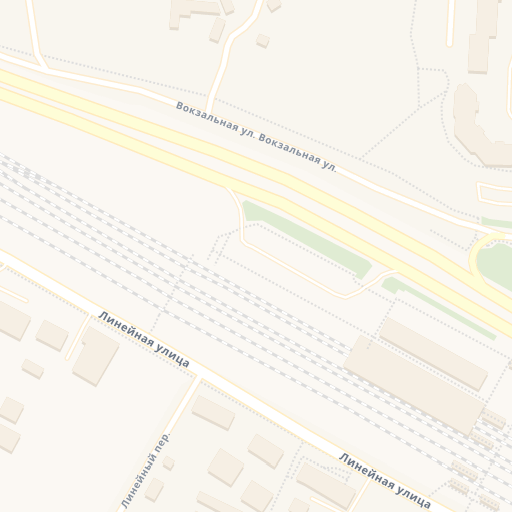 Вокзальная ул. Вокзальная ул.
Линейная улица
Линейный пер.
Линейная улица